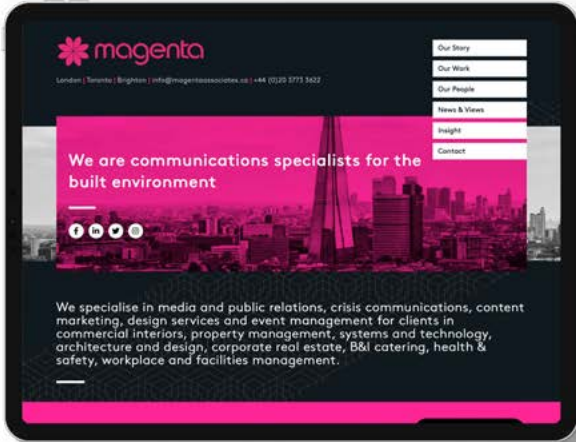 magenta
London | Toronto | Brighton | info@magentaassociates.co | +44 (0)20 3773 3622
Our Story
Our Work
Our People
News & Views
Insight
Contact
We are communications specialists for the
built environment
We specialise in media and public relations, crisis communications, content
marketing, design services and event management for clients in
commercial interiors, property management, systems and technology,
architecture and design, corporate real estate, B&I catering, health &
safety, workplace and facilities management.